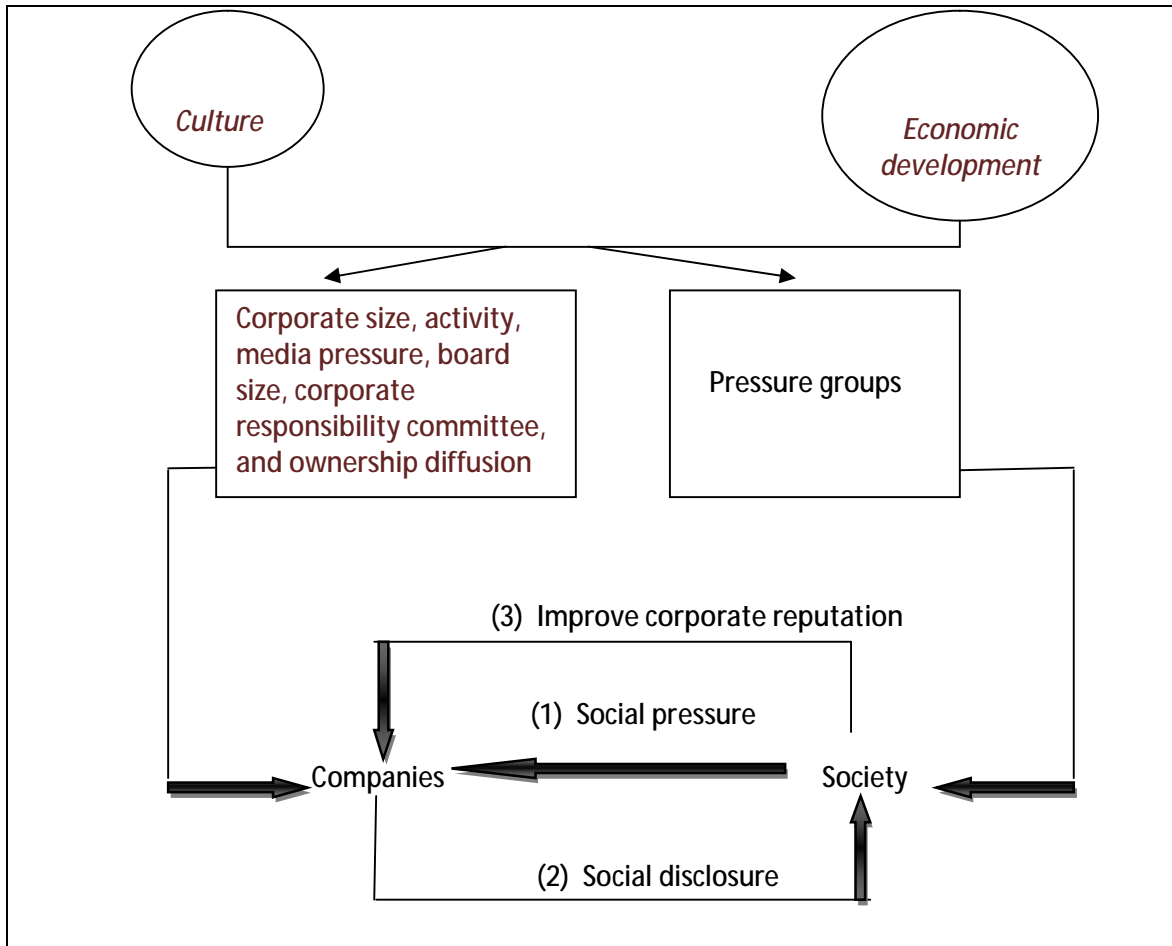 Culture
Economic
development
Corporate size, activity,
media pressure, board
size, corporate
responsibility committee,
and ownership diffusion
Pressure groups
(3) Improve corporate reputation
(1) Social pressure
Companies
Society
(2) Social disclosure